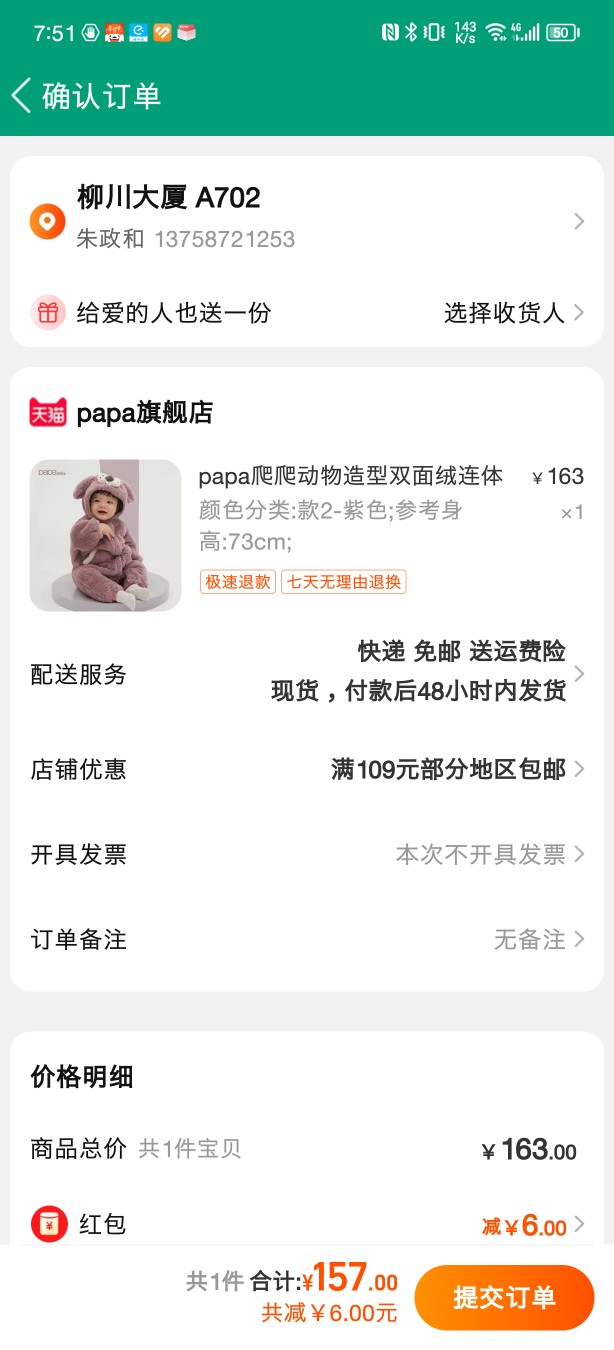 7:51 143 K/s 4G 50
确认订单
柳川大厦 A702
朱政和 13758721253
给爱的人也送一份 选择收货人
天猫 papa旗舰店
papa爬爬动物造型双面绒连体 ¥163
颜色分类:款2-紫色;参考身 ×1
高:73cm;
极速退款 七天无理由退换
快递 免邮 送运费险
配送服务
现货，付款后48小时内发货
店铺优惠 满109元部分地区包邮
开具发票 本次不开具发票
订单备注 无备注
价格明细
商品总价 共1件宝贝 ¥163.00
红包 减¥6.00
共1件 合计:¥157.00
共减¥6.00元
提交订单